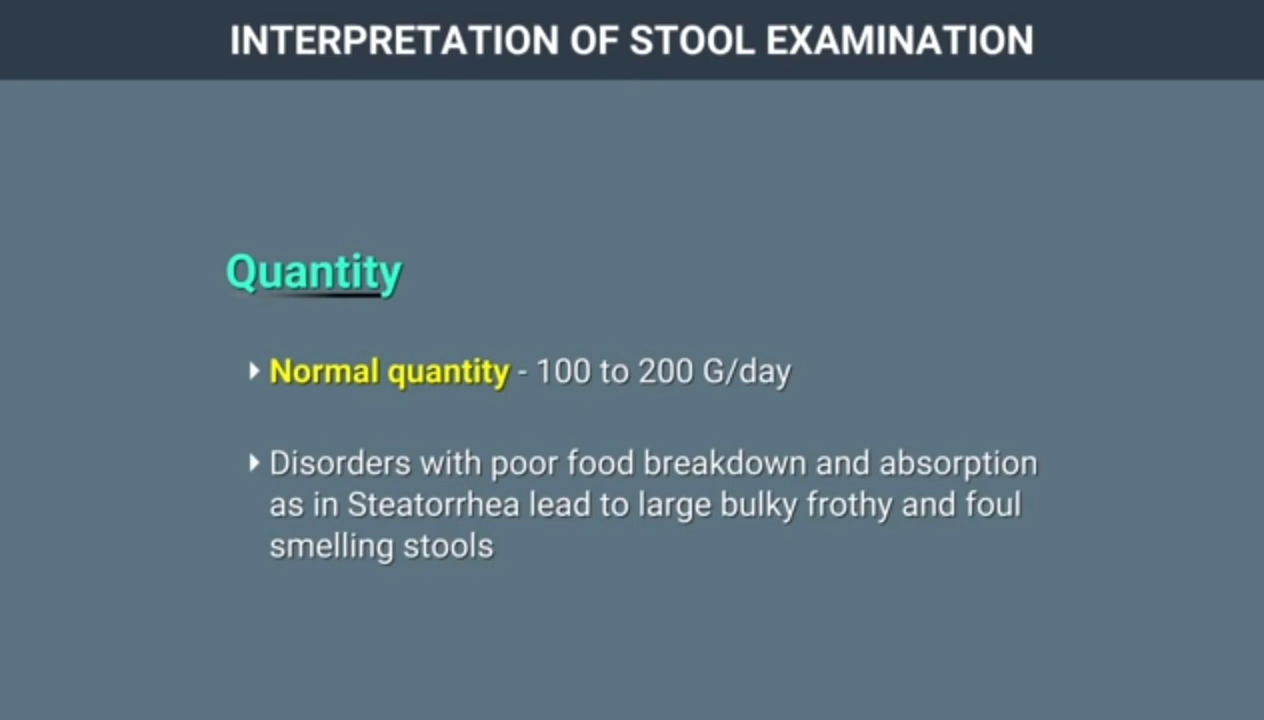 INTERPRETATION OF STOOL EXAMINATION
Quantity
Normal quantity - 100 to 200 G/day
Disorders with poor food breakdown and absorption
as in Steatorrhea lead to large bulky frothy and foul
smelling stools